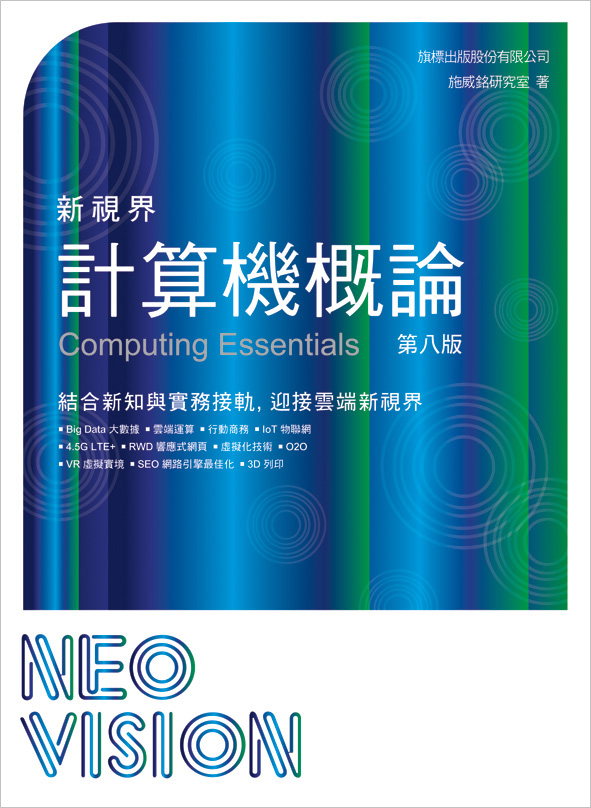 旗標出版股份有限公司
施威銘研究室 著
新視界
計算機概論
Computing Essentials 第八版
結合新知與實務接軌, 迎接雲端新視界
▪ Big Data 大數據 ▪ 雲端運算 ▪ 行動商務 ▪ IoT 物聯網
▪ 4.5G LTE+ ▪ RWD 響應式網頁 ▪ 虛擬化技術 ▪ O2O
▪ VR 虛擬實境 ▪ SEO 網路引擎最佳化 ▪ 3D 列印
NEO
VISION